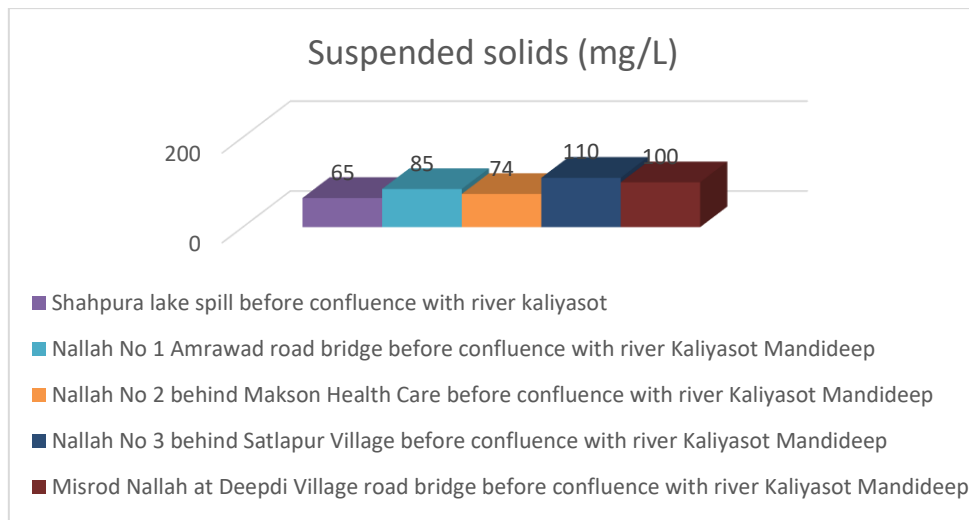 Suspended solids (mg/L)
200
0
65
85
74
110
100
Shahpura lake spill before confluence with river kaliyasot
Nallah No 1 Amrawad road bridge before confluence with river Kaliyasot Mandideep
Nallah No 2 behind Makson Health Care before confluence with river Kaliyasot Mandideep
Nallah No 3 behind Satlapur Village before confluence with river Kaliyasot Mandideep
Misrod Nallah at Deepdi Village road bridge before confluence with river Kaliyasot Mandideep